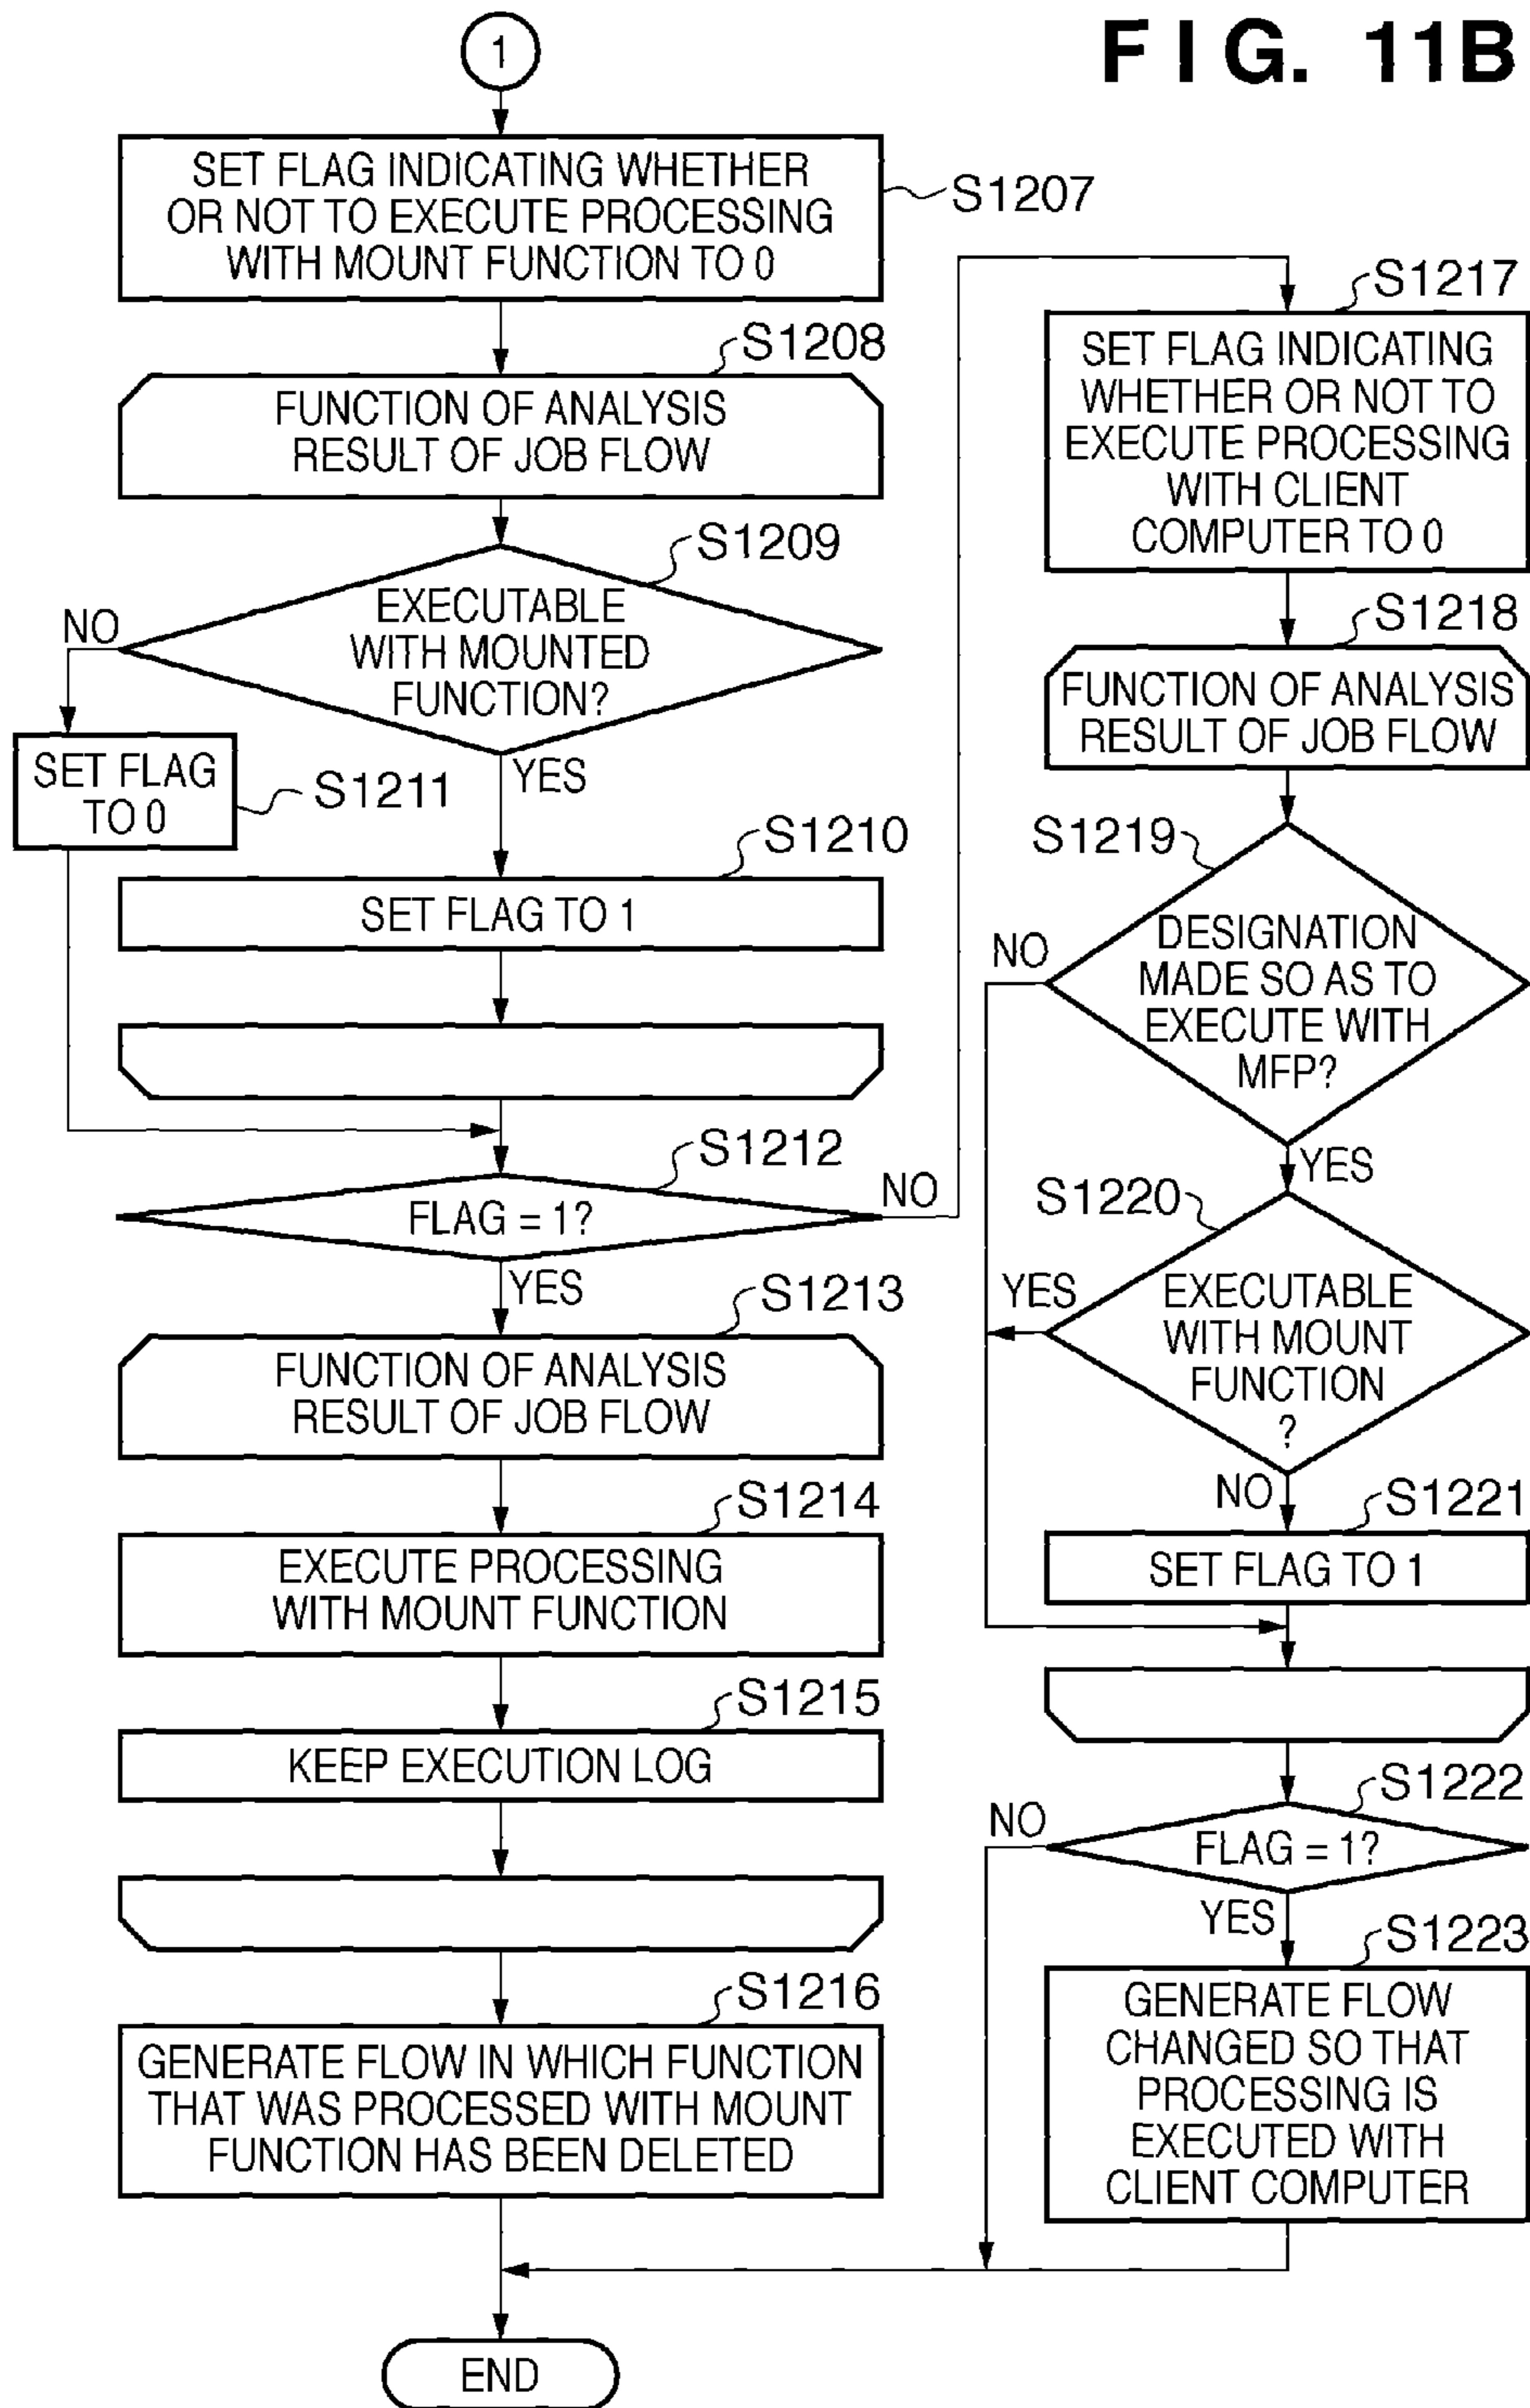 FIG. 11B
1
SET FLAG INDICATING WHETHER
OR NOT TO EXECUTE PROCESSING
WITH MOUNT FUNCTION TO 0
S1207
S1208
FUNCTION OF ANALYSIS
RESULT OF JOB FLOW
S1209
EXECUTABLE
WITH MOUNTED
FUNCTION?
NO
YES
SET FLAG
TO 0
S1211
S1210
SET FLAG TO 1
S1212
FLAG = 1?
NO
YES
S1213
FUNCTION OF ANALYSIS
RESULT OF JOB FLOW
S1214
EXECUTE PROCESSING
WITH MOUNT FUNCTION
S1215
KEEP EXECUTION LOG
S1216
GENERATE FLOW IN WHICH FUNCTION
THAT WAS PROCESSED WITH MOUNT
FUNCTION HAS BEEN DELETED
S1217
SET FLAG INDICATING
WHETHER OR NOT TO
EXECUTE PROCESSING
WITH CLIENT
COMPUTER TO 0
S1218
FUNCTION OF ANALYSIS
RESULT OF JOB FLOW
S1219
DESIGNATION
MADE SO AS TO
EXECUTE WITH
MFP?
NO
YES
S1220
EXECUTABLE
WITH MOUNT
FUNCTION
?
YES
NO
S1221
SET FLAG TO 1
S1222
FLAG = 1?
NO
YES
S1223
GENERATE FLOW
CHANGED SO THAT
PROCESSING IS
EXECUTED WITH
CLIENT COMPUTER
END